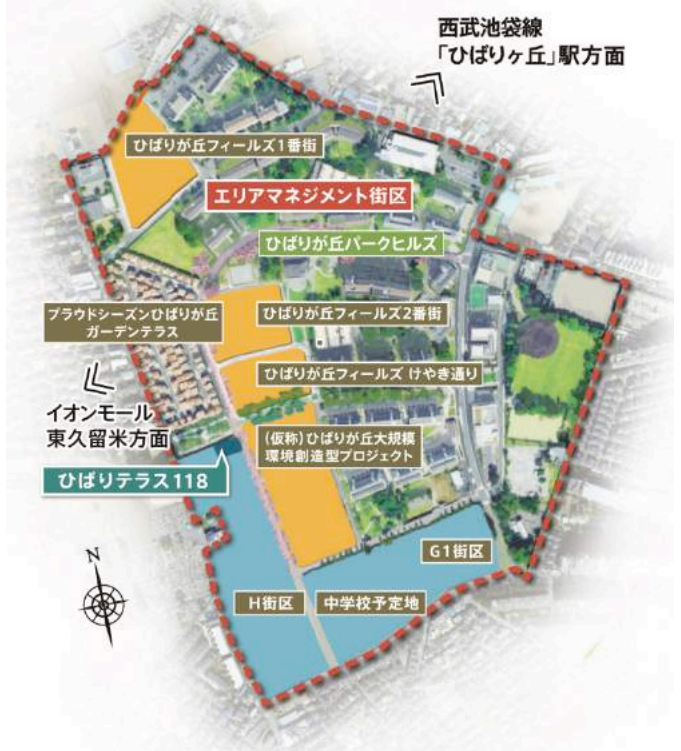 西武池袋線
「ひばりヶ丘」駅方面
ひばりが丘フィールズ1番街
エリアマネジメント街区
ひばりが丘パークヒルズ
プラウドシーズンひばりが丘
ガーデンテラス
ひばりが丘フィールズ2番街
ひばりが丘フィールズ けやき通り
イオンモール
東久留米方面
(仮称)ひばりが丘大規模
環境創造型プロジェクト
ひばりテラス118
G1街区
N
H街区
中学校予定地